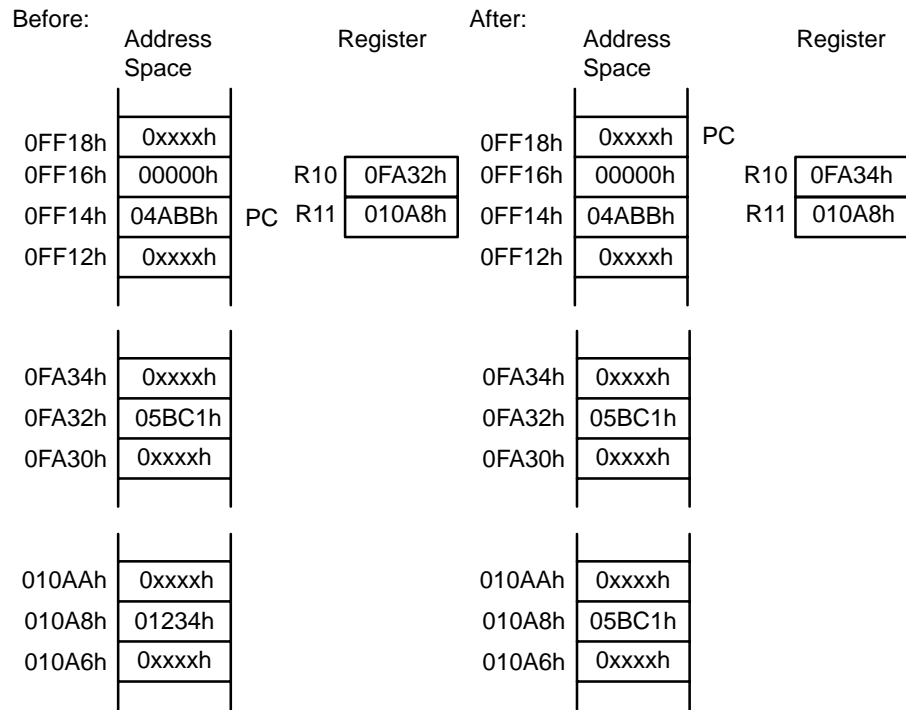 Before:
Address Space
Register
0FF18h 0xxxxh
0FF16h 00000h R10 0FA32h
0FF14h 04ABBh PC R11 010A8h
0FF12h 0xxxxh
0FA34h 0xxxxh
0FA32h 05BC1h
0FA30h 0xxxxh
010AAh 0xxxxh
010A8h 01234h
010A6h 0xxxxh
After:
Address Space
Register
0FF18h 0xxxxh PC
0FF16h 00000h R10 0FA34h
0FF14h 04ABBh R11 010A8h
0FF12h 0xxxxh
0FA34h 0xxxxh
0FA32h 05BC1h
0FA30h 0xxxxh
010AAh 0xxxxh
010A8h 05BC1h
010A6h 0xxxxh